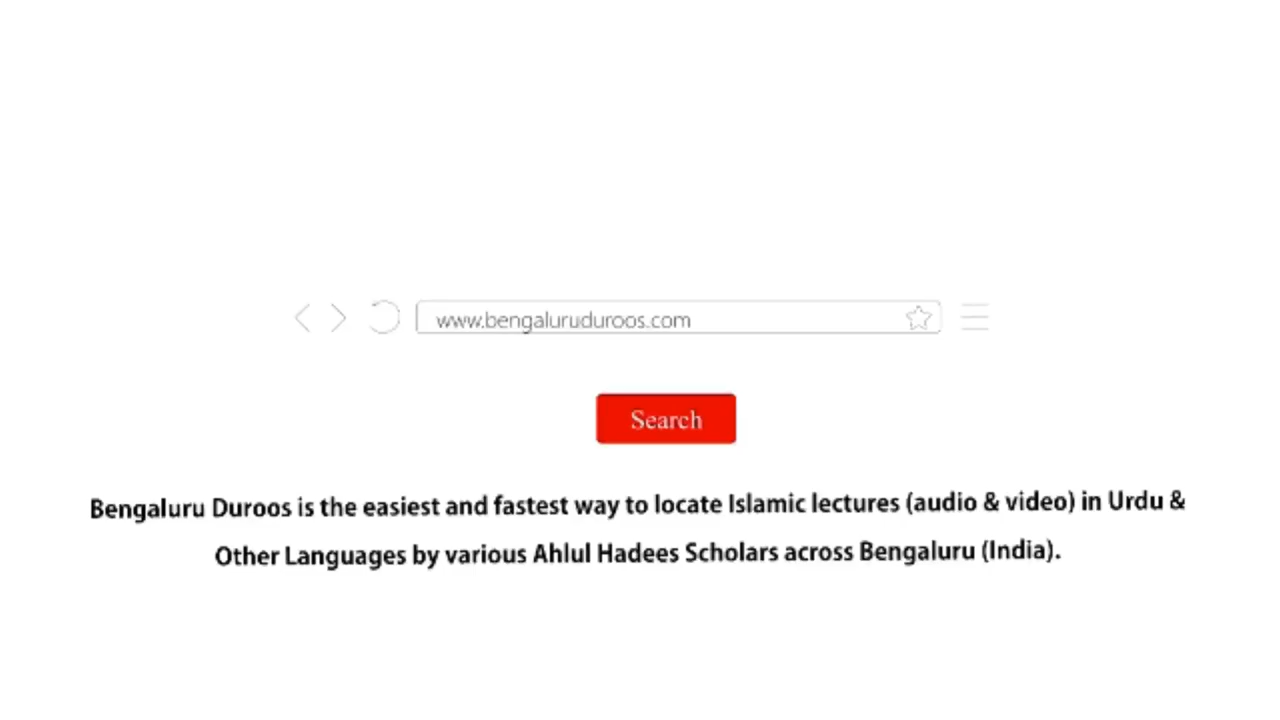 www.bengaluruduroos.com
Search
Bengaluru Duroos is the easiest and fastest way to locate Islamic lectures (audio & video) in Urdu &
Other Languages by various Ahlul Hadees Scholars across Bengaluru (India).